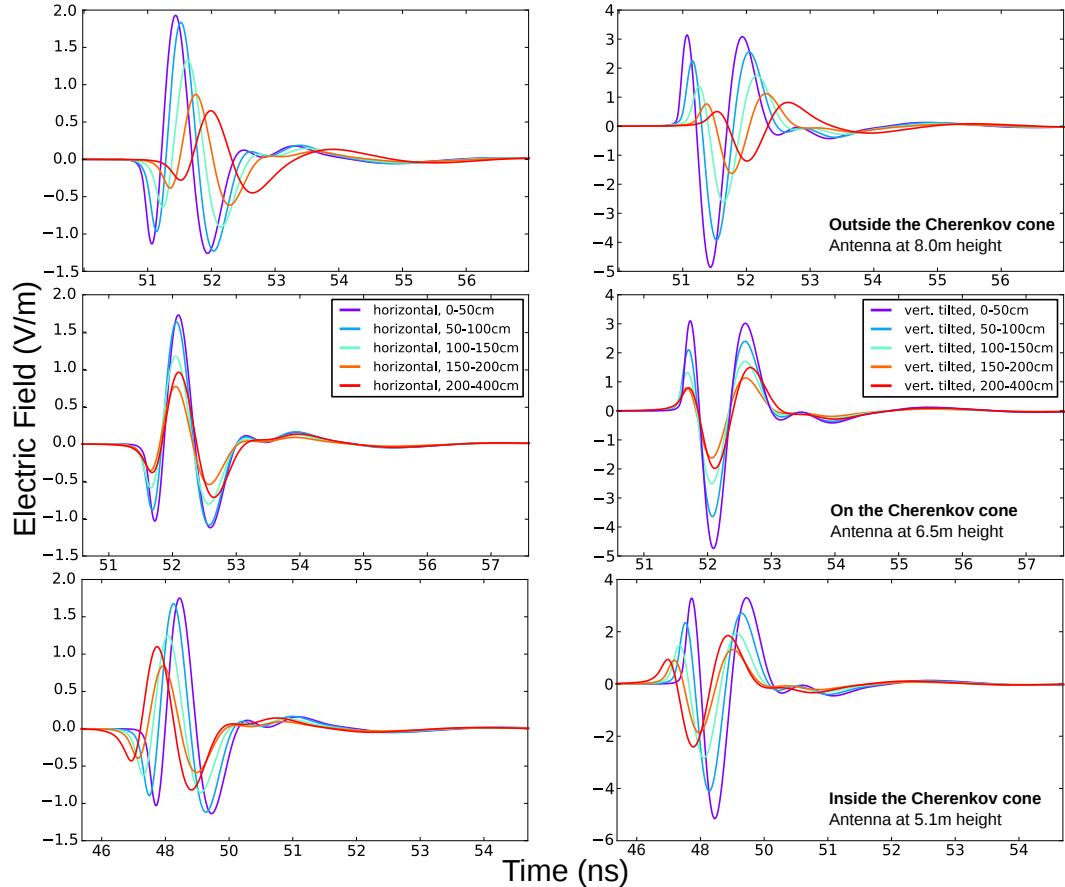 2.0
1.5
1.0
0.5
0.0
−0.5
−1.0
−1.5
51 52 53 54 55 56
4
3
2
1
0
−1
−2
−3
−4
−5
51 52 53 54 55 56
Outside the Cherenkov cone
Antenna at 8.0m height
Electric Field (V/m)
2.0
1.5
1.0
0.5
0.0
−0.5
−1.0
−1.5
51 52 53 54 55 56 57
horizontal, 0-50cm
horizontal, 50-100cm
horizontal, 100-150cm
horizontal, 150-200cm
horizontal, 200-400cm
4
3
2
1
0
−1
−2
−3
−4
−5
51 52 53 54 55 56 57
vert. tilted, 0-50cm
vert. tilted, 50-100cm
vert. tilted, 100-150cm
vert. tilted, 150-200cm
vert. tilted, 200-400cm
On the Cherenkov cone
Antenna at 6.5m height
2.0
1.5
1.0
0.5
0.0
−0.5
−1.0
−1.5
46 47 48 49 50 51 52 53 54
4
2
0
−2
−4
−6
46 47 48 49 50 51 52 53 54
Inside the Cherenkov cone
Antenna at 5.1m height
Time (ns)